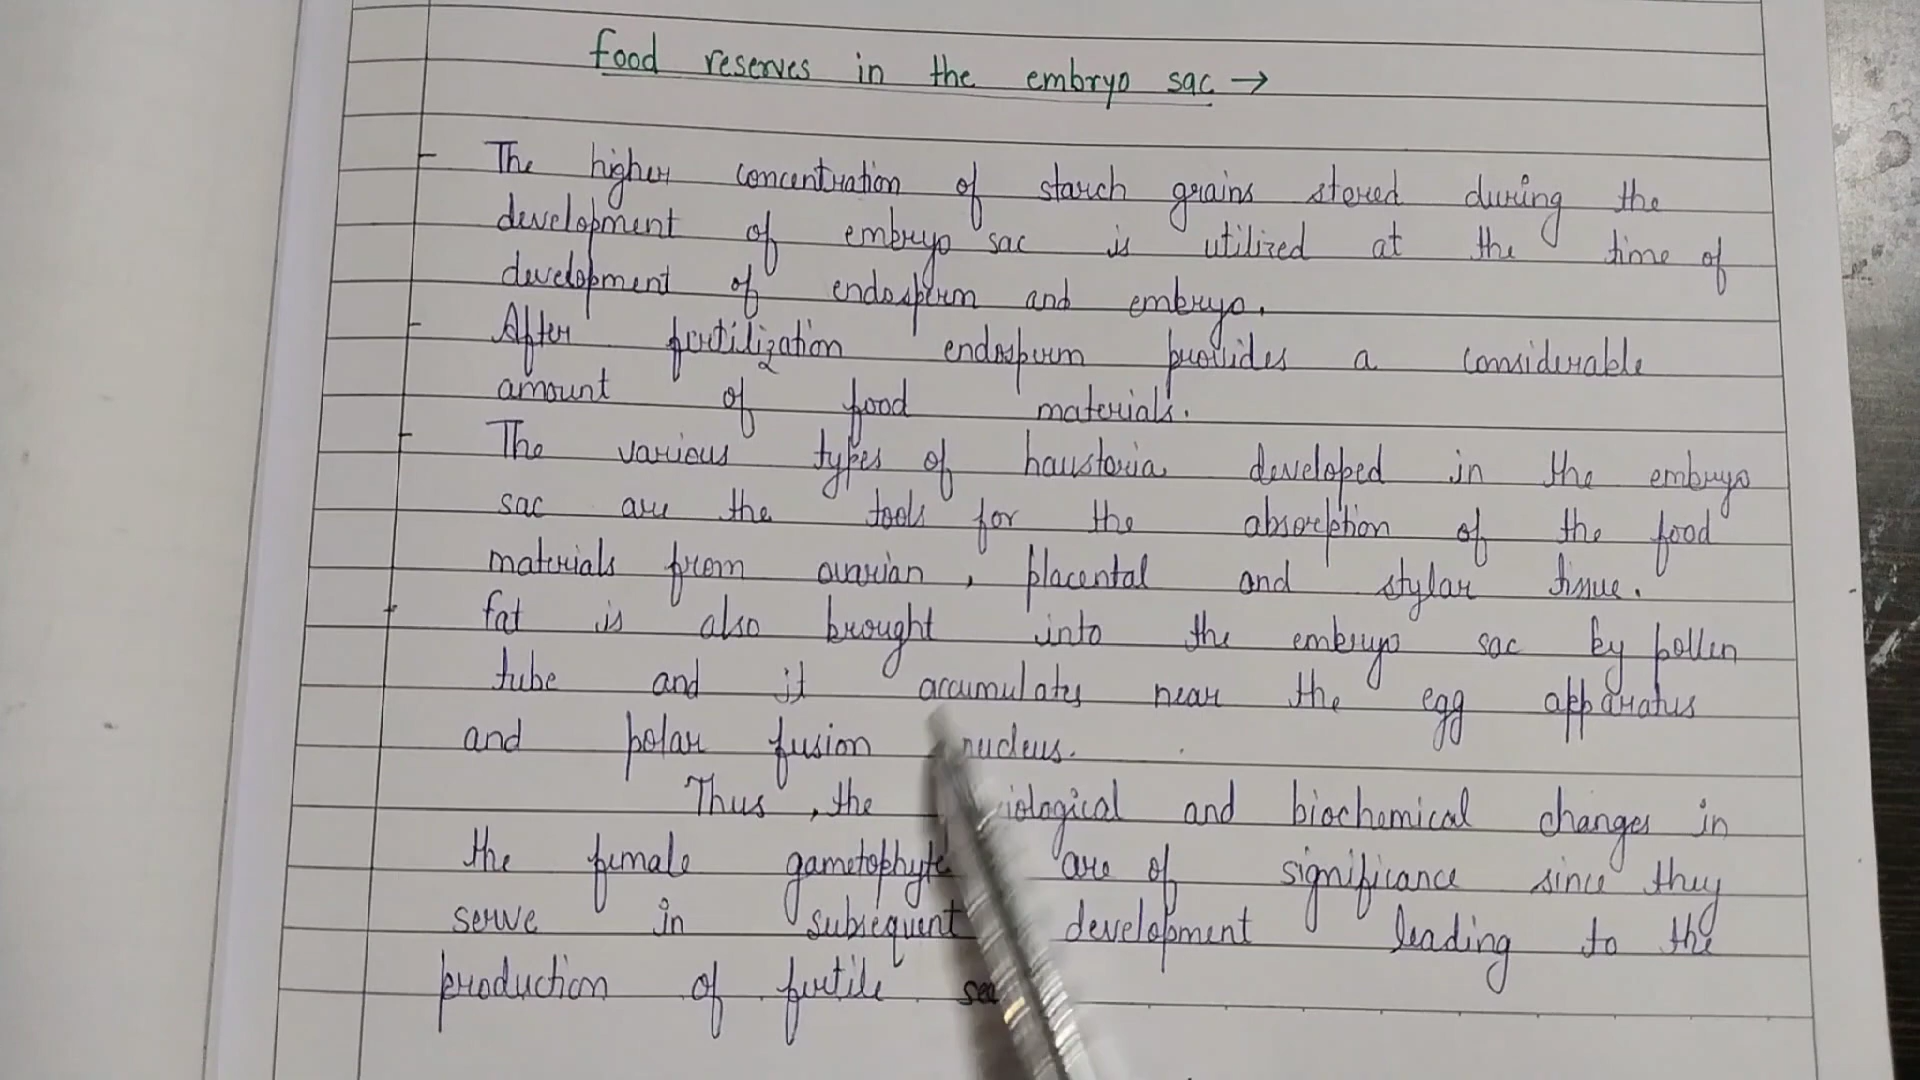 food reserves in the embryo sac →
- The higher concentration of starch grains stored during the
development of embryo sac is utilized at the time of
development of endosperm and embryo.
- After fertilization endosperm provides a considerable
amount of food materials.
- The various types of haustoria developed in the embryo
sac are the tools for the absorption of the food
materials from ovarian, placental and stylar tissue.
- fat is also brought into the embryo sac by pollen
tube and it accumulates near the egg apparatus
and polar fusion nucleus.
Thus, the and biochemical changes in
the female gametophyte are of significance since they
serve in subsequent development leading to the
production of fertile